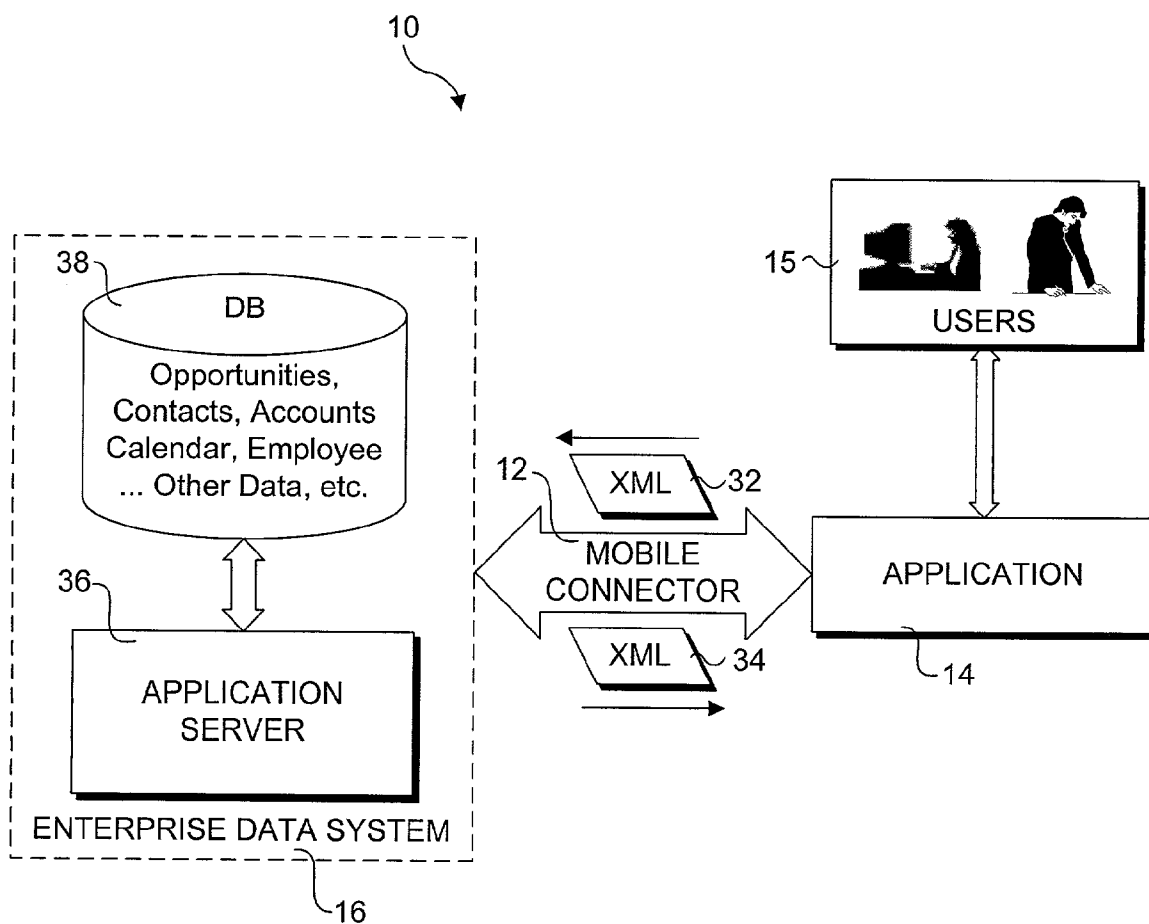 10
38
DB
Opportunities,
Contacts, Accounts
Calendar, Employee
... Other Data, etc.
36
APPLICATION
SERVER
ENTERPRISE DATA SYSTEM
16
12
XML
32
MOBILE
CONNECTOR
XML
34
15
USERS
APPLICATION
14